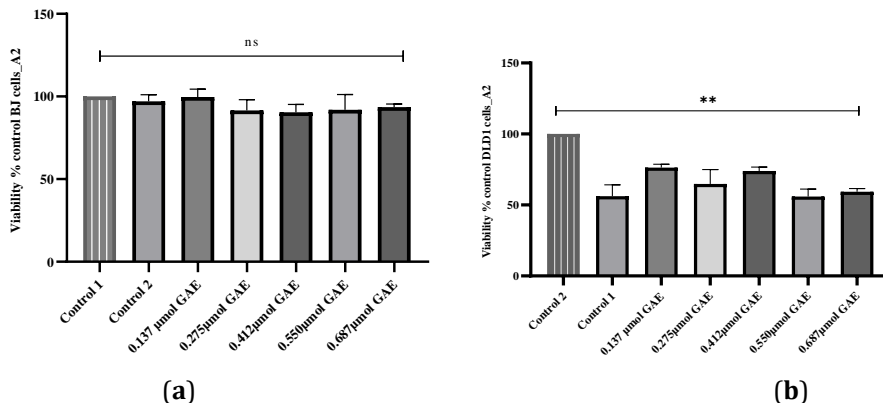 150
100
50
0
Viability % control BJ cells_A2
ns
Control 1
Control 2
0.137 µmol GAE
0.275µmol GAE
0.412µmol GAE
0.550µmol GAE
0.687µmol GAE
(a)
150
100
50
0
Viability % control DLD1 cells_A2
**
Control 2
Control 1
0.137 µmol GAE
0.275µmol GAE
0.412µmol GAE
0.550µmol GAE
0.687µmol GAE
(b)